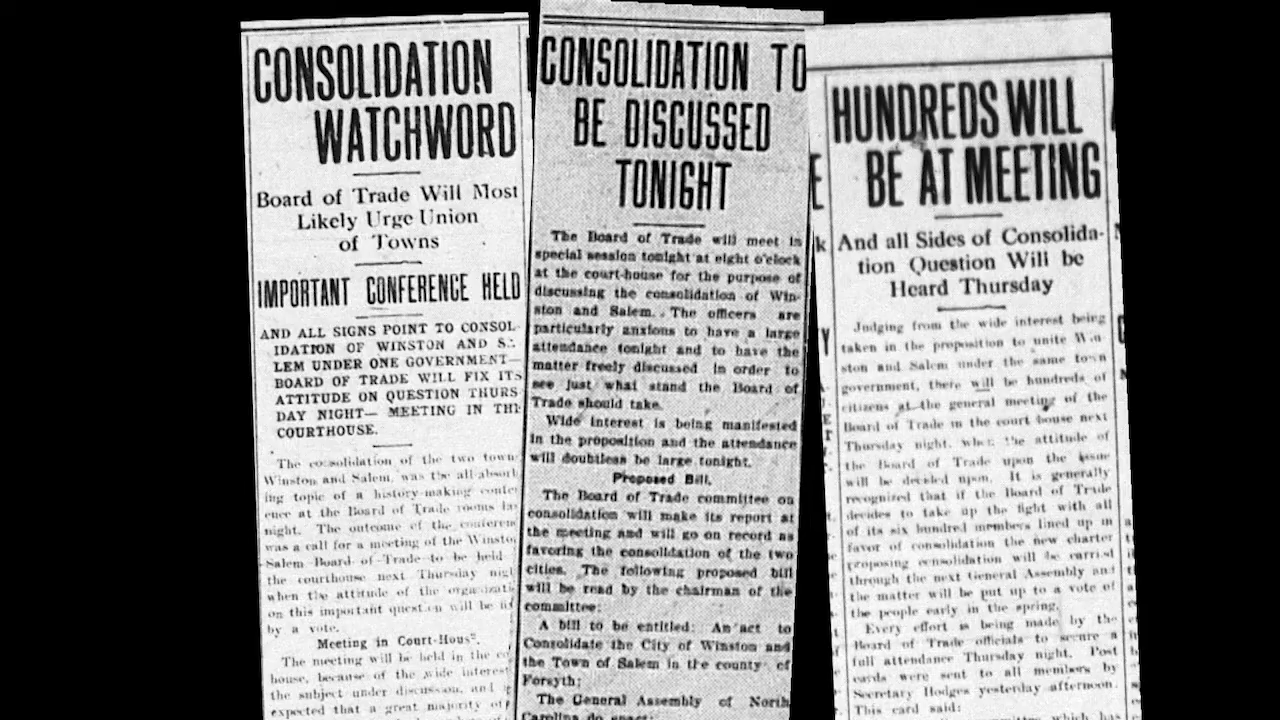 CONSOLIDATION
WATCHWORD
Board of Trade Will Most
Likely Urge Union
of Towns
IMPORTANT CONFERENCE HELD
AND ALL SIGNS POINT TO CONSOL-
IDATION OF WINSTON AND S
LEM UNDER ONE GOVERNMENT—
BOARD OF TRADE WILL FIX ITS
ATTITUDE ON QUESTION THURS
DAY NIGHT— MEETING IN THE
COURTHOUSE.
The consolidation of the two town
Winston and Salem, was the all-absorb
ing topic of a history-making confer
ence at the Board of Trade rooms la
night. The outcome of the conferen
was a call for a meeting of the Winsto
Salem Board of Trade to be held
the courthouse next Thursday nig
when the attitude of the organizati
on this important question will be
by a vote.
Meeting in Court-House.
The meeting will be held in the co
house, because of the wide interest
the subject under discussion, and
expected that a great majority of
CONSOLIDATION TO
BE DISCUSSED
TONIGHT
The Board of Trade will meet in
special session tonight at eight o'clock
at the court-house for the purpose of
discussing the consolidation of Win-
ston and Salem. The officers are
particularly anxious to have a large
attendance tonight and to have the
matter freely discussed in order to
see just what stand the Board of
Trade should take.
Wide interest is being manifested
in the proposition and the attendance
will doubtless be large tonight.
Proposed Bill.
The Board of Trade committee on
consolidation will make its report at
the meeting and will go on record as
favoring the consolidation of the two
cities. The following proposed bill
will be read by the chairman of the
committee:
A bill to be entitled: An act to
Consolidate the City of Winston and
the Town of Salem in the county of
Forsyth:
The General Assembly of North
Carolina do enact:
HUNDREDS WILL
BE AT MEETING
And all Sides of Consolida-
tion Question Will be
Heard Thursday
Judging from the wide interest being
taken in the proposition to unite Win-
ston and Salem under the same town
government, there will be hundreds of
citizens at the general meeting of the
Board of Trade in the court house next
Thursday night, when the attitude of
the Board of Trade upon the issue
will be decided upon. It is generally
recognized that if the Board of Trade
decides to take up the fight with all
of its six hundred members lined up in
favor of consolidation the new charter
proposing consolidation will be carried
through the next General Assembly and
the matter will be put up to a vote of
the people early in the spring.
Every effort is being made by the
Board of Trade officials to secure a
full attendance Thursday night. Post
cards were sent to all members by
Secretary Hodges yesterday afternoon.
This card said: